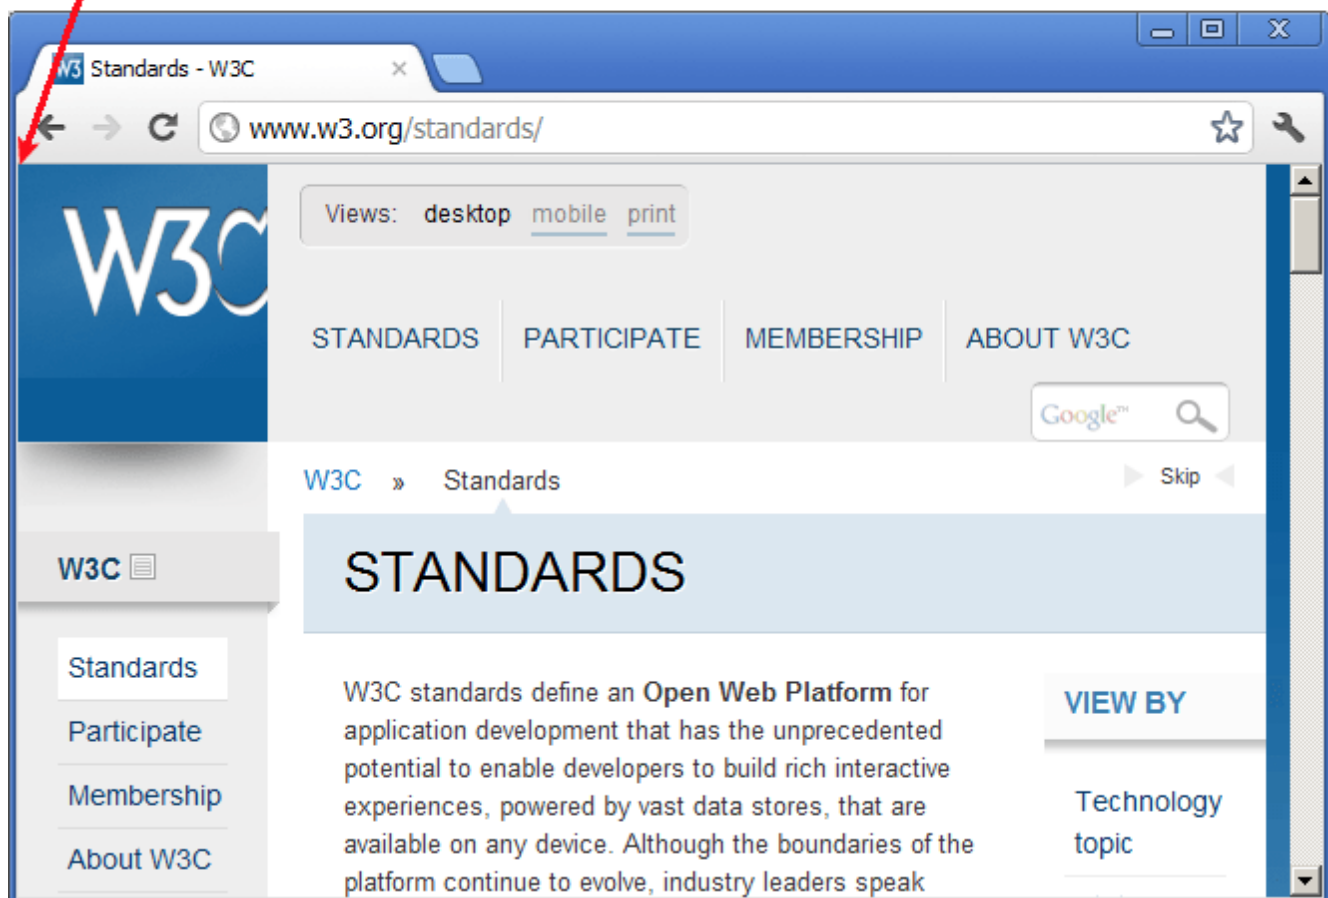 W3 Standards - W3C
www.w3.org/standards/
W3C
Views: desktop mobile print
STANDARDS PARTICIPATE MEMBERSHIP ABOUT W3C
Google™
W3C » Standards
Skip
W3C
STANDARDS
Standards
Participate
Membership
About W3C
W3C standards define an Open Web Platform for
application development that has the unprecedented
potential to enable developers to build rich interactive
experiences, powered by vast data stores, that are
available on any device. Although the boundaries of the
platform continue to evolve, industry leaders speak
VIEW BY
Technology
topic